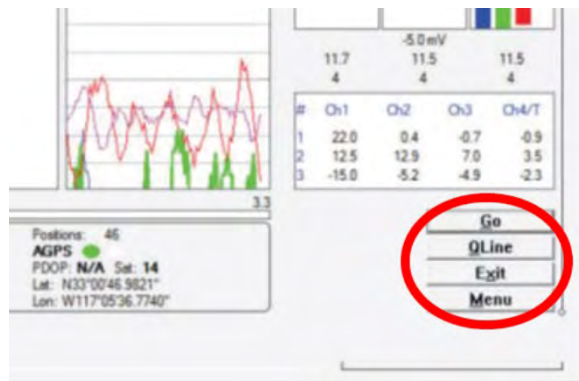 -5.0 mV
11.7 11.5 11.5
4 4 4
# Ch1 Ch2 Ch3 Ch4/T
1 22.0 0.4 -0.7 -0.9
2 12.5 12.9 7.0 3.5
3 -15.0 -5.2 -4.9 -2.3
3.3
Positions: 46
AGPS
PDOP: N/A Sat: 14
Lat: N33°00'46.9821"
Lon: W117°05'36.7740"
Go
QLine
Exit
Menu